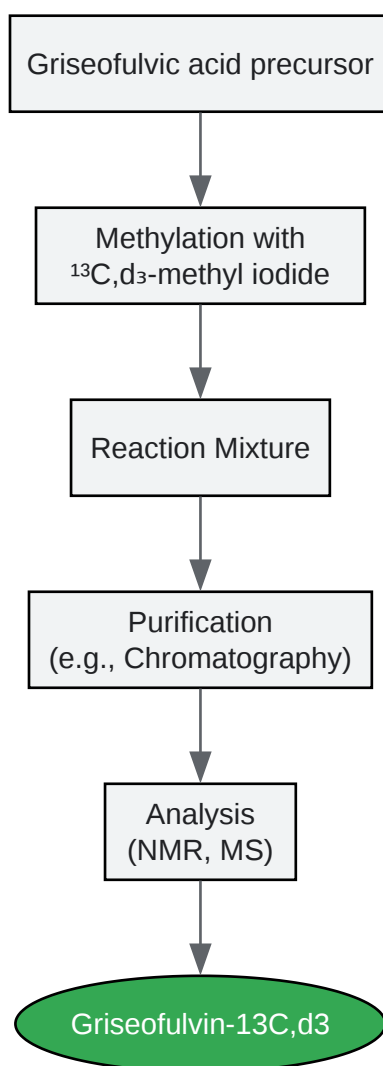 Griseofulvic acid precursor
Methylation with
¹³C,d₃-methyl iodide
Reaction Mixture
Purification
(e.g., Chromatography)
Analysis
(NMR, MS)
Griseofulvin-13C,d3